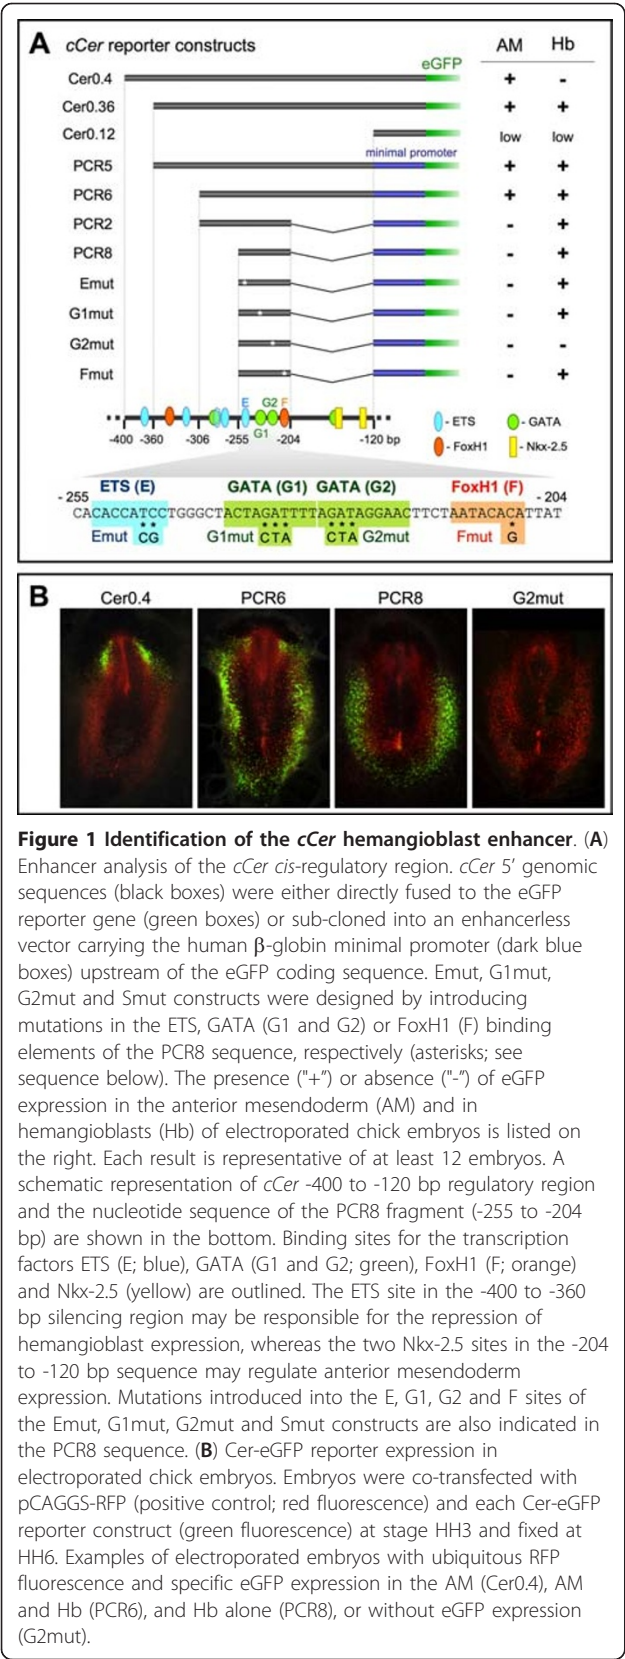 A cCer reporter constructs AM Hb
eGFP
Cer0.4 + -
Cer0.36 + +
Cer0.12 low low
minimal promoter
PCR5 + +
PCR6 + +
PCR2 - +
PCR8 - +
Emut - +
G1mut - +
G2mut - -
Fmut - +
E G2 F
G1
-400 -360 -306 -255 -204 -120 bp
- ETS - GATA
- FoxH1 - Nkx-2.5
- 255 ETS (E) GATA (G1) GATA (G2) FoxH1 (F) - 204
CACACCATCCTGGGCTACTAGATTTTAGATAGGAACTTCTAATACACATTAT
** *** *** *
Emut CG G1mut CTA CTA G2mut Fmut G
B Cer0.4 PCR6 PCR8 G2mut
Figure 1 Identification of the cCer hemangioblast enhancer. (A)
Enhancer analysis of the cCer cis-regulatory region. cCer 5’ genomic
sequences (black boxes) were either directly fused to the eGFP
reporter gene (green boxes) or sub-cloned into an enhancerless
vector carrying the human β-globin minimal promoter (dark blue
boxes) upstream of the eGFP coding sequence. Emut, G1mut,
G2mut and Smut constructs were designed by introducing
mutations in the ETS, GATA (G1 and G2) or FoxH1 (F) binding
elements of the PCR8 sequence, respectively (asterisks; see
sequence below). The presence ("+”) or absence ("-”) of eGFP
expression in the anterior mesendoderm (AM) and in
hemangioblasts (Hb) of electroporated chick embryos is listed on
the right. Each result is representative of at least 12 embryos. A
schematic representation of cCer -400 to -120 bp regulatory region
and the nucleotide sequence of the PCR8 fragment (-255 to -204
bp) are shown in the bottom. Binding sites for the transcription
factors ETS (E; blue), GATA (G1 and G2; green), FoxH1 (F; orange)
and Nkx-2.5 (yellow) are outlined. The ETS site in the -400 to -360
bp silencing region may be responsible for the repression of
hemangioblast expression, whereas the two Nkx-2.5 sites in the -204
to -120 bp sequence may regulate anterior mesendoderm
expression. Mutations introduced into the E, G1, G2 and F sites of
the Emut, G1mut, G2mut and Smut constructs are also indicated in
the PCR8 sequence. (B) Cer-eGFP reporter expression in
electroporated chick embryos. Embryos were co-transfected with
pCAGGS-RFP (positive control; red fluorescence) and each Cer-eGFP
reporter construct (green fluorescence) at stage HH3 and fixed at
HH6. Examples of electroporated embryos with ubiquitous RFP
fluorescence and specific eGFP expression in the AM (Cer0.4), AM
and Hb (PCR6), and Hb alone (PCR8), or without eGFP expression
(G2mut).